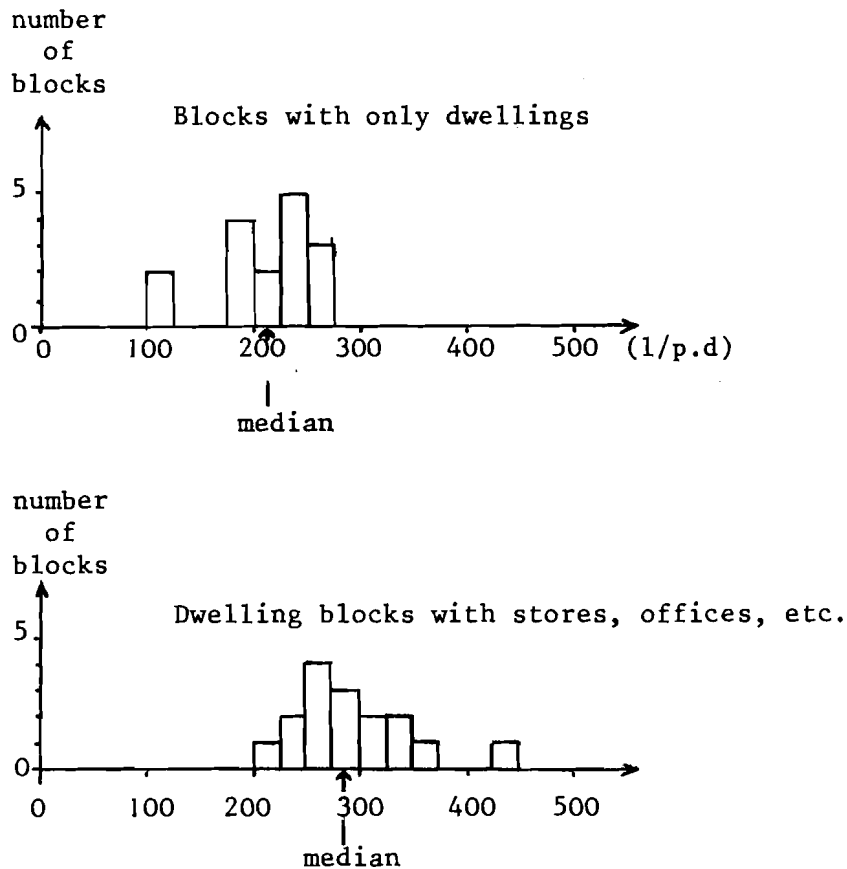 number
of
blocks
Blocks with only dwellings
5
0
0 100 200 300 400 500 (1/p.d)
median
number
of
blocks
Dwelling blocks with stores, offices, etc.
5
0
0 100 200 300 400 500
median